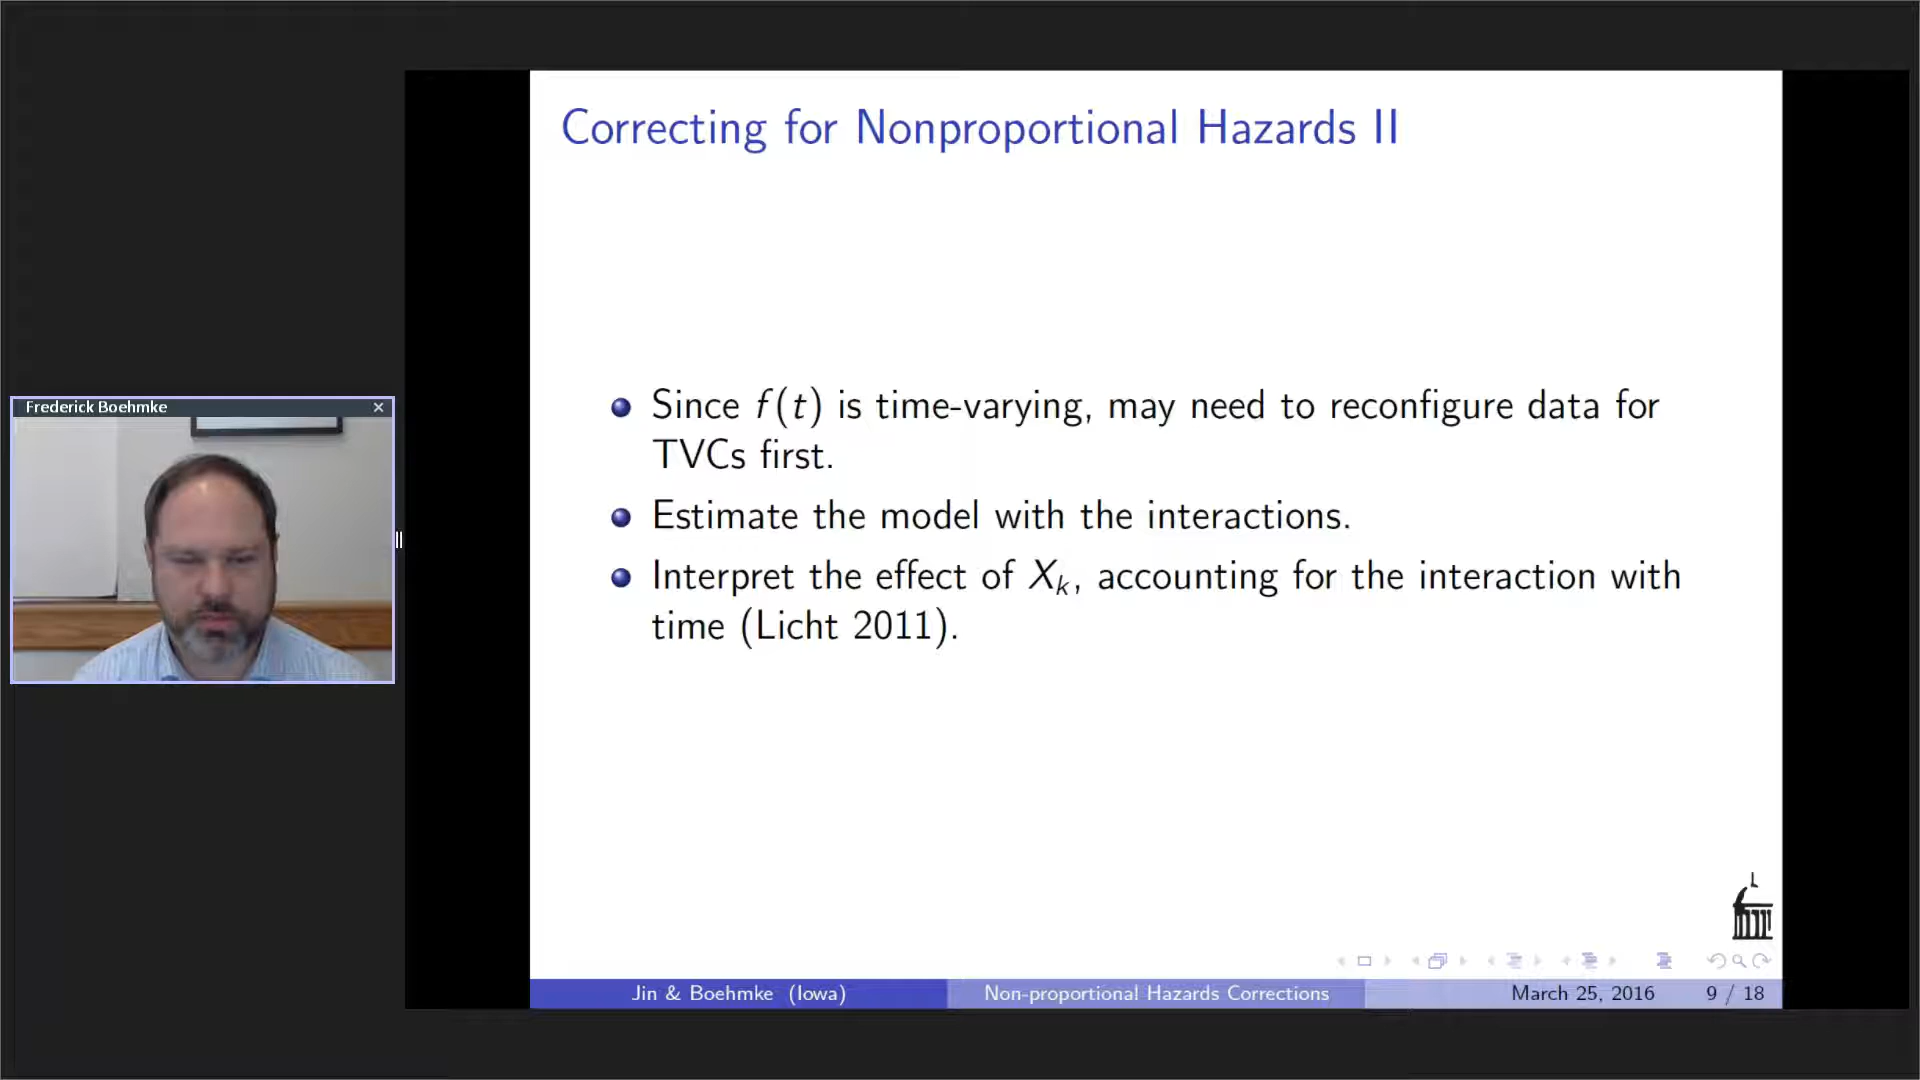 Correcting for Nonproportional Hazards II
Frederick Boehmke
Since f(t) is time-varying, may need to reconfigure data for
TVCs first.
Estimate the model with the interactions.
Interpret the effect of Xk, accounting for the interaction with
time (Licht 2011).
Jin & Boehmke (Iowa) Non-proportional Hazards Corrections March 25, 2016 9 / 18